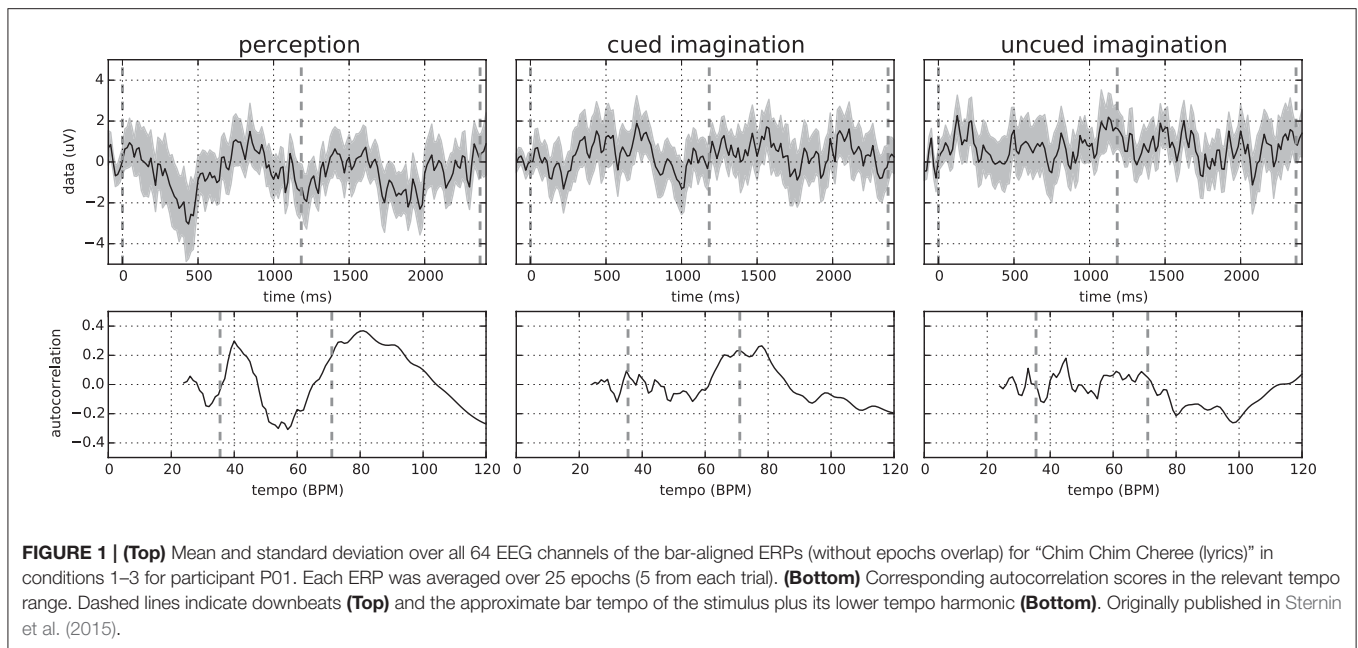 perception
cued imagination
uncued imagination
data (uV)
4
2
0
−2
−4
0 500 1000 1500 2000
0 500 1000 1500 2000
0 500 1000 1500 2000
time (ms)
time (ms)
time (ms)
autocorrelation
0.4
0.2
0.0
−0.2
−0.4
0 20 40 60 80 100 120
0 20 40 60 80 100 120
0 20 40 60 80 100 120
tempo (BPM)
tempo (BPM)
tempo (BPM)
FIGURE 1 | (Top) Mean and standard deviation over all 64 EEG channels of the bar-aligned ERPs (without epochs overlap) for “Chim Chim Cheree (lyrics)” in
conditions 1–3 for participant P01. Each ERP was averaged over 25 epochs (5 from each trial). (Bottom) Corresponding autocorrelation scores in the relevant tempo
range. Dashed lines indicate downbeats (Top) and the approximate bar tempo of the stimulus plus its lower tempo harmonic (Bottom). Originally published in Sternin
et al. (2015).